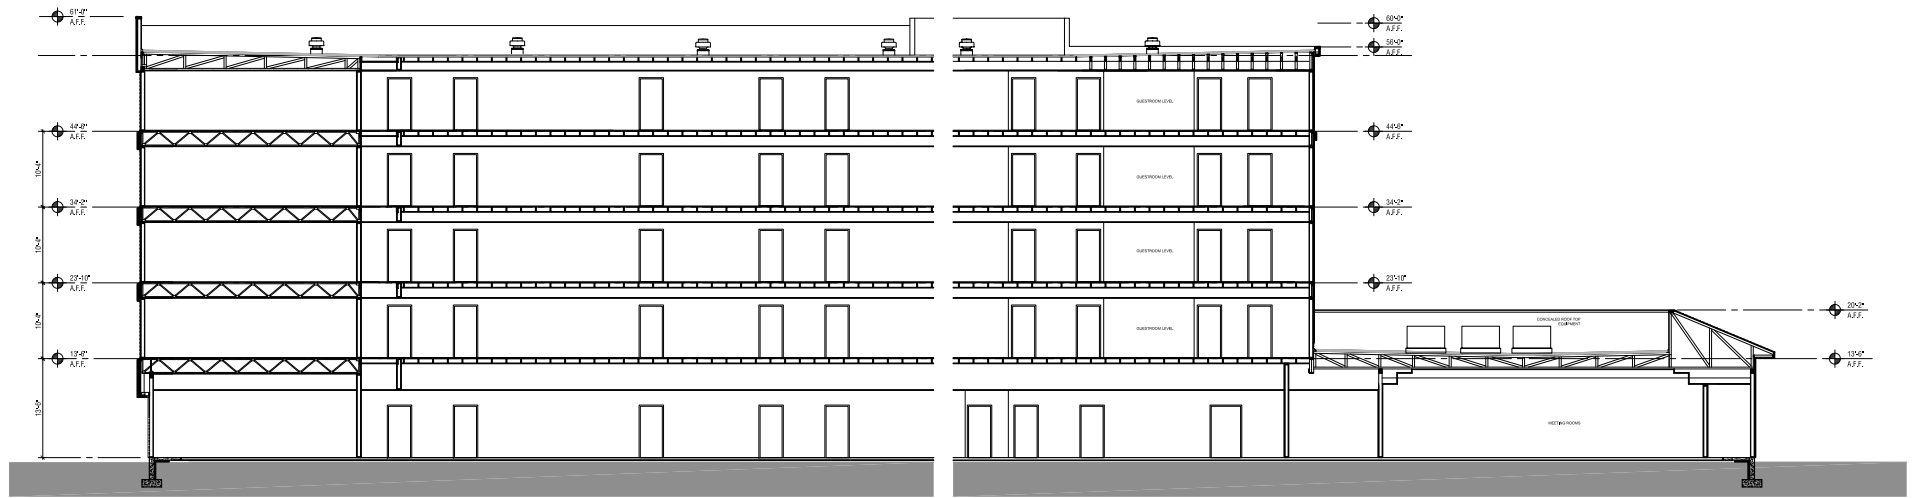 61'-0"
A.F.F.
44'-6"
A.F.F.
10'-4"
34'-2"
A.F.F.
10'-4"
23'-10"
A.F.F.
10'-4"
13'-6"
A.F.F.
13'-6"
GUESTROOM LEVEL
GUESTROOM LEVEL
GUESTROOM LEVEL
GUESTROOM LEVEL
60'-0"
A.F.F.
56'-0"
A.F.F.
44'-6"
A.F.F.
34'-2"
A.F.F.
23'-10"
A.F.F.
CONCEALED ROOF TOP
EQUIPMENT
MEETING ROOMS
20'-2"
A.F.F.
13'-6"
A.F.F.